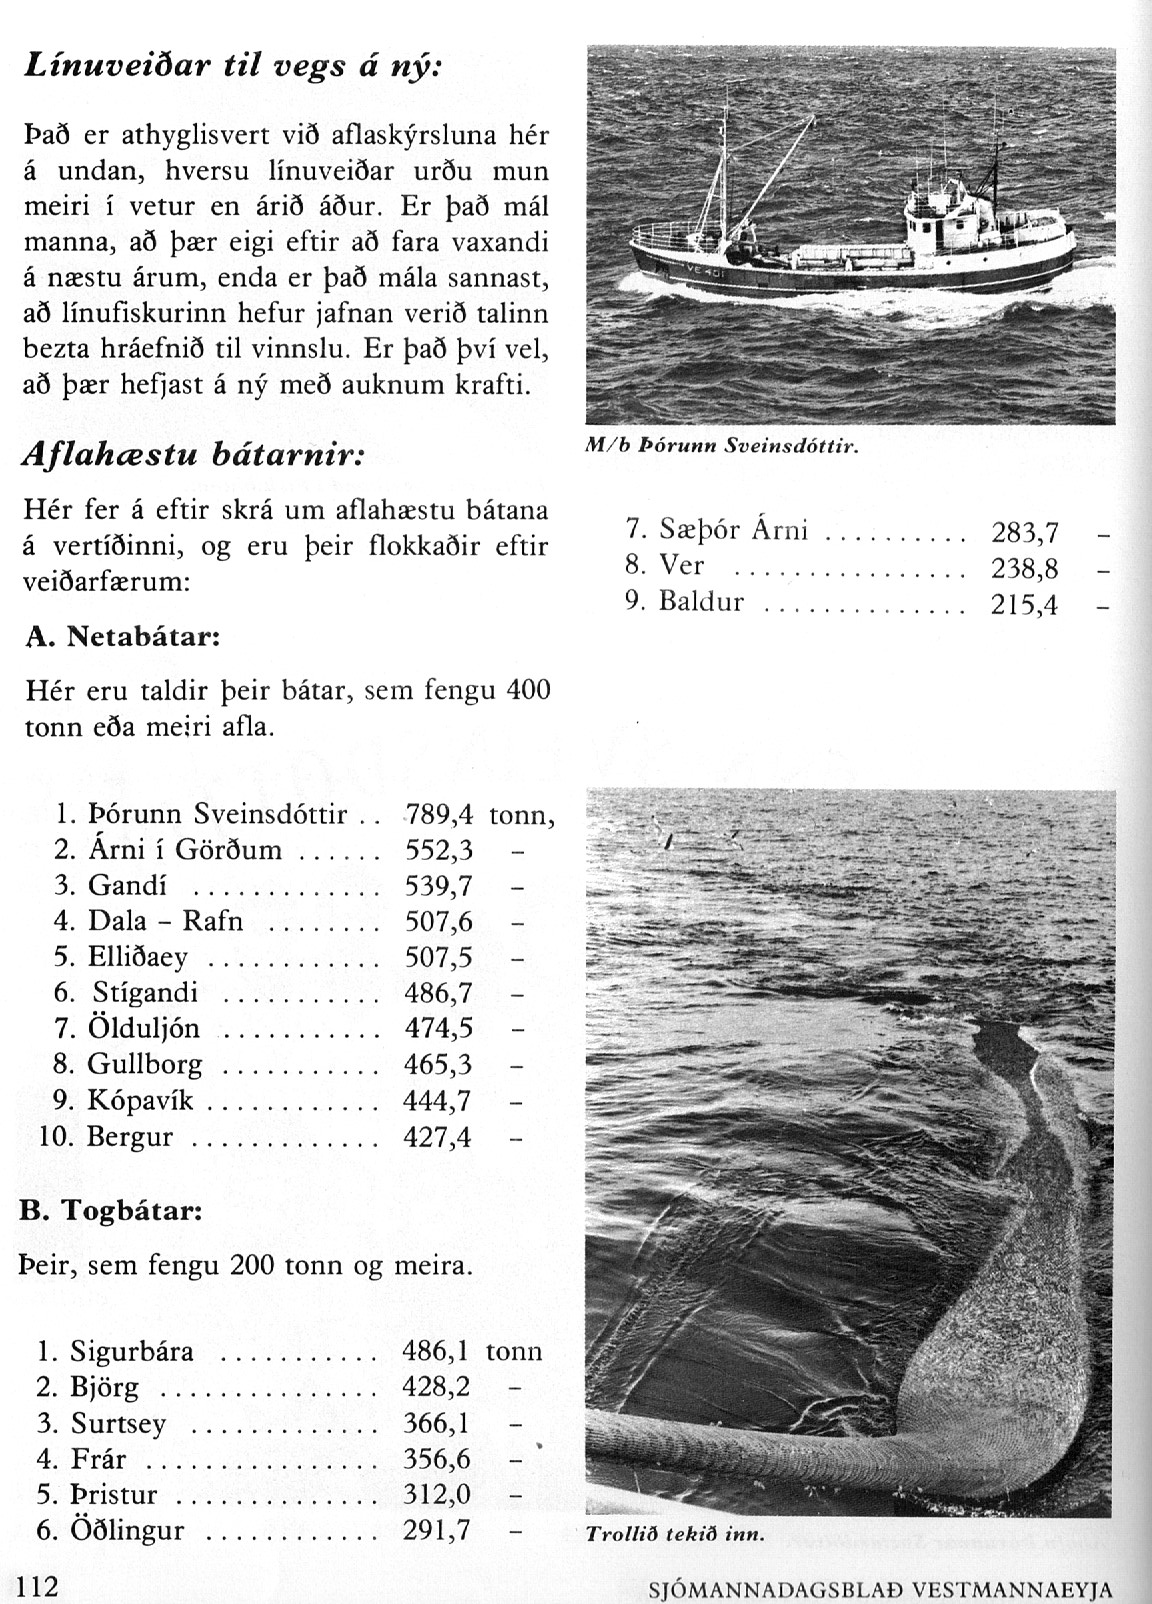 Línuveiðar til vegs á ný:
Það er athyglisvert við aflaskýrsluna hér
á undan, hversu línuveiðar urðu mun
meiri í vetur en árið áður. Er það mál
manna, að þær eigi eftir að fara vaxandi
á næstu árum, enda er það mála sannast,
að línufiskurinn hefur jafnan verið talinn
bezta hráefnið til vinnslu. Er það því vel,
að þær hefjast á ný með auknum krafti.
Aflahæstu bátarnir:
Hér fer á eftir skrá um aflahæstu bátana
á vertíðinni, og eru þeir flokkaðir eftir
veiðarfærum:
A. Netabátar:
Hér eru taldir þeir bátar, sem fengu 400
tonn eða meiri afla.
1. Þórunn Sveinsdóttir . . 789,4 tonn,
2. Árni í Görðum . . . . . . 552,3 –
3. Gandí . . . . . . . . . . . . . 539,7 –
4. Dala – Rafn . . . . . . . . 507,6 –
5. Elliðaey . . . . . . . . . . . . 507,5 –
6. Stígandi . . . . . . . . . . . 486,7 –
7. Ölduljón . . . . . . . . . . . 474,5 –
8. Gullborg . . . . . . . . . . . 465,3 –
9. Kópavík . . . . . . . . . . . . 444,7 –
10. Bergur . . . . . . . . . . . . . 427,4 –
B. Togbátar:
Þeir, sem fengu 200 tonn og meira.
1. Sigurbára . . . . . . . . . . . 486,1 tonn
2. Björg . . . . . . . . . . . . . . . 428,2 –
3. Surtsey . . . . . . . . . . . . . 366,1 –
4. Frár . . . . . . . . . . . . . . . . 356,6 –
5. Þristur . . . . . . . . . . . . . . 312,0 –
6. Öðlingur . . . . . . . . . . . . 291,7 –
VE 401
M/b Þórunn Sveinsdóttir.
7. Sæþór Árni . . . . . . . . . . 283,7 –
8. Ver . . . . . . . . . . . . . . . . 238,8 –
9. Baldur . . . . . . . . . . . . . . 215,4 –
Trollið tekið inn.
112
SJÓMANNADAGSBLAÐ VESTMANNAEYJA